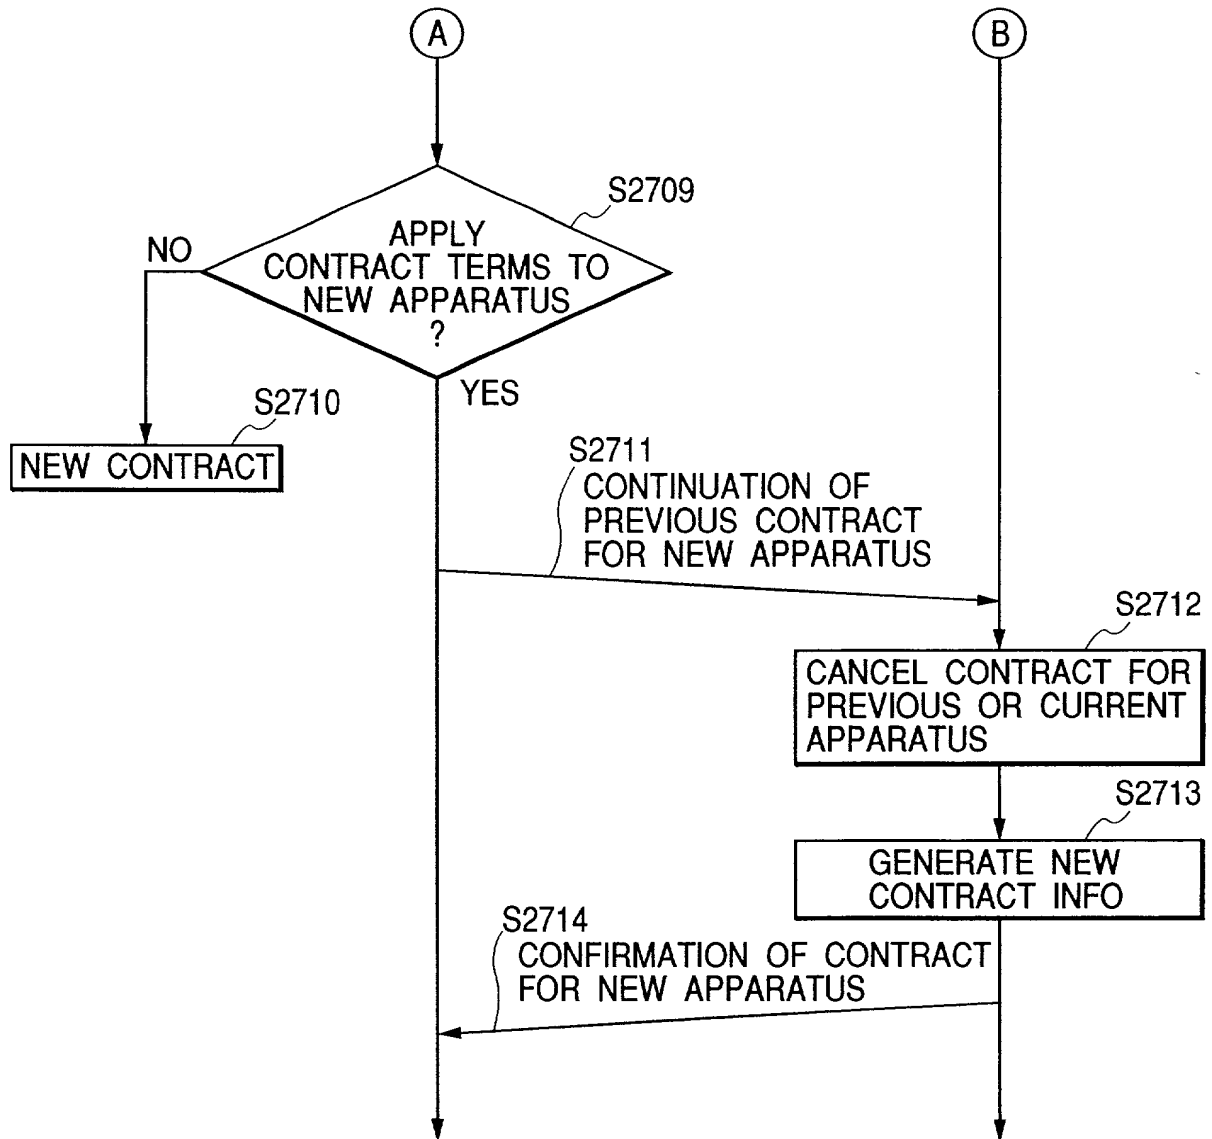 A
B
S2709
APPLY
CONTRACT TERMS TO
NEW APPARATUS
?
NO
YES
S2710
NEW CONTRACT
S2711
CONTINUATION OF
PREVIOUS CONTRACT
FOR NEW APPARATUS
S2712
CANCEL CONTRACT FOR
PREVIOUS OR CURRENT
APPARATUS
S2713
GENERATE NEW
CONTRACT INFO
S2714
CONFIRMATION OF CONTRACT
FOR NEW APPARATUS